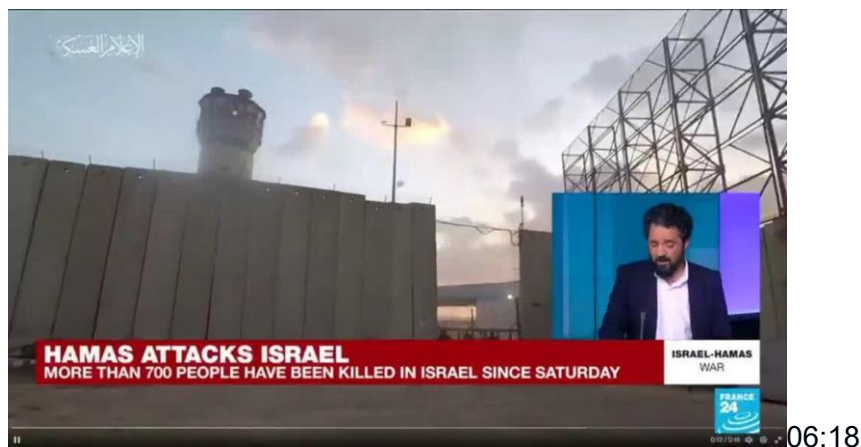 الإعلام العسكري
HAMAS ATTACKS ISRAEL
MORE THAN 700 PEOPLE HAVE BEEN KILLED IN ISRAEL SINCE SATURDAY
ISRAEL-HAMAS
WAR
FRANCE
24
06:18